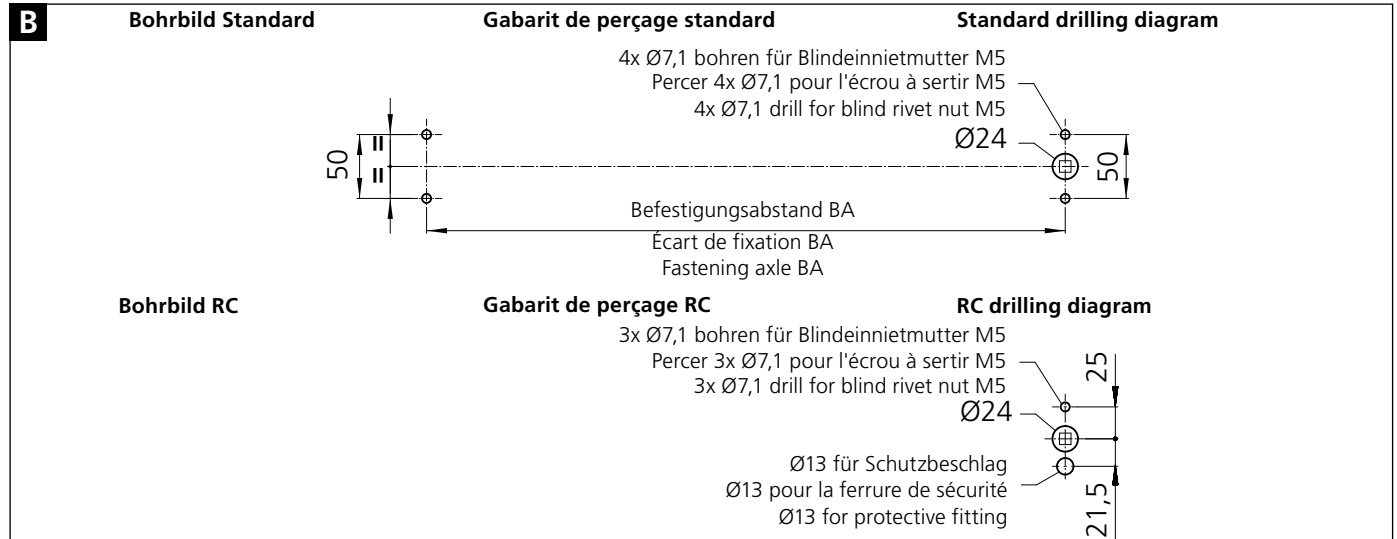 B
Bohrbild Standard
Gabarit de perçage standard
Standard drilling diagram
4x Ø7,1 bohren für Blindeinnietmutter M5
Percer 4x Ø7,1 pour l'écrou à sertir M5
4x Ø7,1 drill for blind rivet nut M5
Ø24
50
=
=
50
Befestigungsabstand BA
Écart de fixation BA
Fastening axle BA
Bohrbild RC
Gabarit de perçage RC
RC drilling diagram
3x Ø7,1 bohren für Blindeinnietmutter M5
Percer 3x Ø7,1 pour l'écrou à sertir M5
3x Ø7,1 drill for blind rivet nut M5
25
Ø24
Ø13 für Schutzbeschlag
Ø13 pour la ferrure de sécurité
Ø13 for protective fitting
21,5